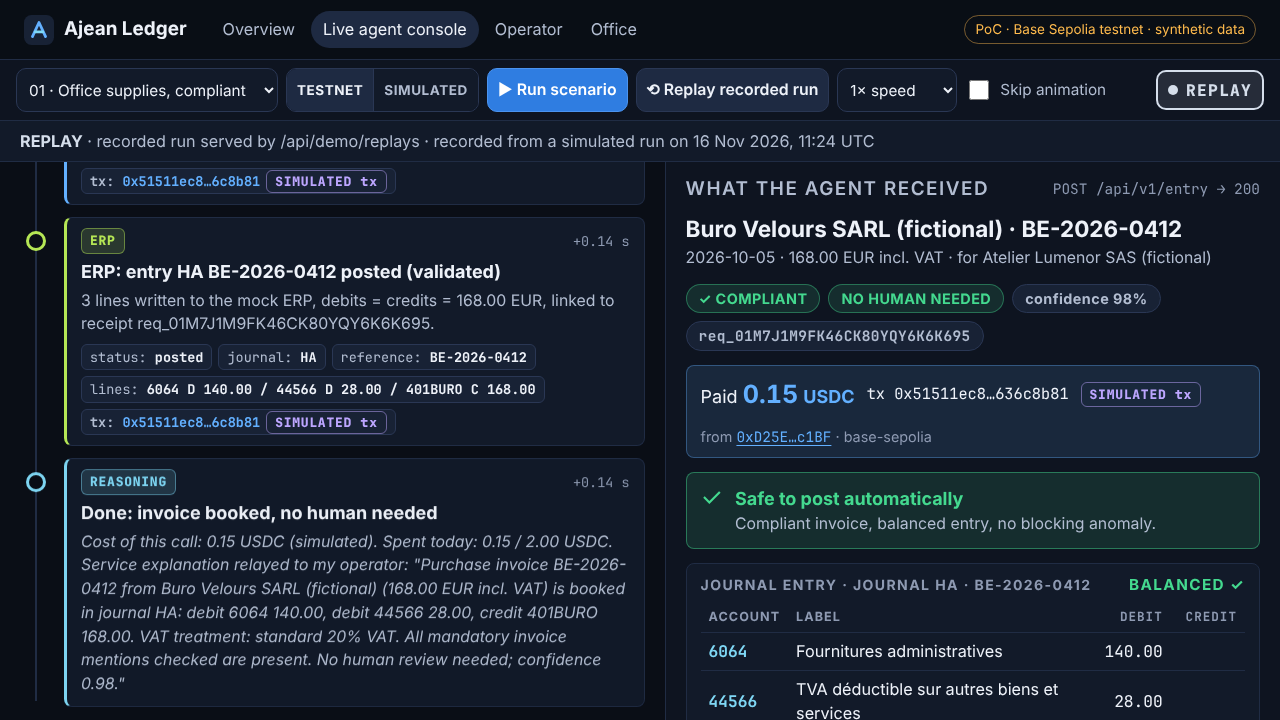 Ajean Ledger Overview Live agent console Operator Office PoC · Base Sepolia testnet · synthetic data
01 · Office supplies, compliant TESTNET SIMULATED ▶ Run scenario ⟲ Replay recorded run 1× speed Skip animation ● REPLAY
REPLAY · recorded run served by /api/demo/replays · recorded from a simulated run on 16 Nov 2026, 11:24 UTC
tx: 0x51511ec8…6c8b81 SIMULATED tx
ERP +0.14 s
ERP: entry HA BE-2026-0412 posted (validated)
3 lines written to the mock ERP, debits = credits = 168.00 EUR, linked to
receipt req_01M7J1M9FK46CK80YQY6K6K695.
status: posted journal: HA reference: BE-2026-0412
lines: 6064 D 140.00 / 44566 D 28.00 / 401BURO C 168.00
tx: 0x51511ec8…6c8b81 SIMULATED tx
REASONING +0.14 s
Done: invoice booked, no human needed
Cost of this call: 0.15 USDC (simulated). Spent today: 0.15 / 2.00 USDC.
Service explanation relayed to my operator: "Purchase invoice BE-2026-
0412 from Buro Velours SARL (fictional) (168.00 EUR incl. VAT) is booked
in journal HA: debit 6064 140.00, debit 44566 28.00, credit 401BURO
168.00. VAT treatment: standard 20% VAT. All mandatory invoice
mentions checked are present. No human review needed; confidence
0.98."
WHAT THE AGENT RECEIVED POST /api/v1/entry → 200
Buro Velours SARL (fictional) · BE-2026-0412
2026-10-05 · 168.00 EUR incl. VAT · for Atelier Lumenor SAS (fictional)
✓ COMPLIANT NO HUMAN NEEDED confidence 98%
req_01M7J1M9FK46CK80YQY6K6K695
Paid 0.15 USDC tx 0x51511ec8…636c8b81 SIMULATED tx
from 0xD25E…c1BF · base-sepolia
✓ Safe to post automatically
Compliant invoice, balanced entry, no blocking anomaly.
JOURNAL ENTRY · JOURNAL HA · BE-2026-0412 BALANCED ✓
ACCOUNT LABEL DEBIT CREDIT
6064 Fournitures administratives 140.00
44566 TVA déductible sur autres biens et services 28.00